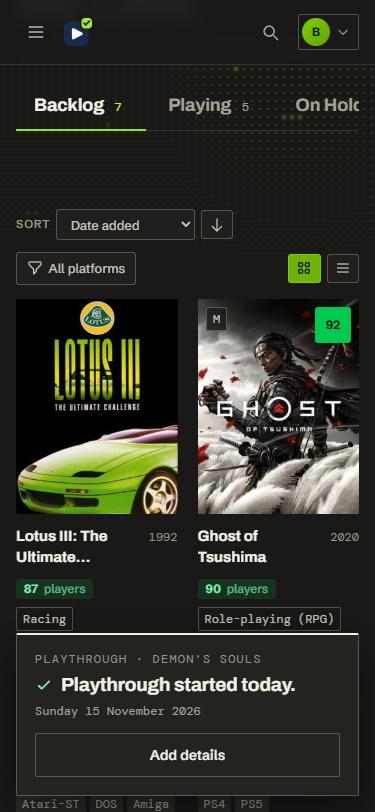 B
Backlog 7
Playing 5
On Hold
SORT
Date added
All platforms
LOTUS III
THE ULTIMATE CHALLENGE
M
92
GHOST
OF TSUSHIMA
Lotus III: The
Ultimate...
1992
Ghost of
Tsushima
2020
87 players
90 players
Racing
Role-playing (RPG)
PLAYTHROUGH · DEMON'S SOULS
Playthrough started today.
Sunday 15 November 2026
Add details
Atari-ST DOS Amiga
PS4 PS5